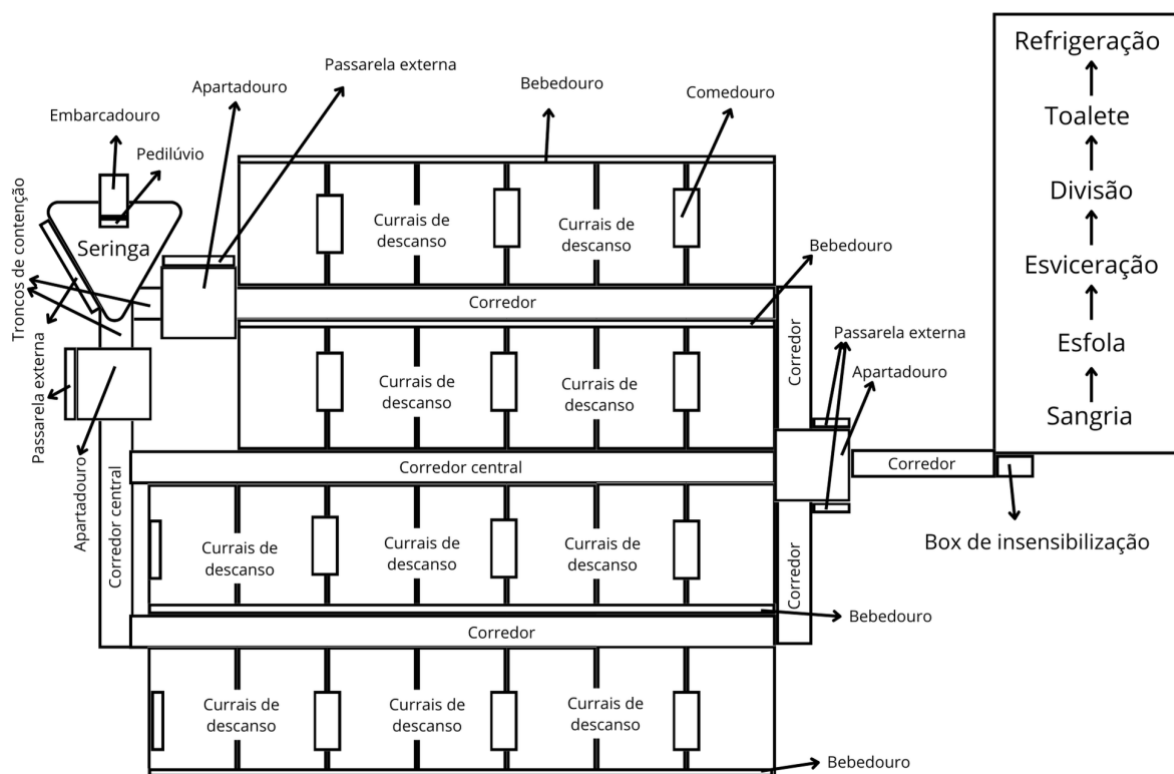 Refrigeração
Toalete
Divisão
Esviceração
Esfola
Sangria
Passarela externa
Apartadouro
Bebedouro
Comedouro
Embarcadouro
Pedilúvio
Seringa
Troncos de contenção
Currais de
descanso
Currais de
descanso
Bebedouro
Corredor
Corredor
Passarela externa
Apartadouro
Passarela externa
Currais de
descanso
Currais de
descanso
Apartadouro
Corredor central
Corredor central
Corredor
Box de insensibilização
Currais de
descanso
Currais de
descanso
Currais de
descanso
Corredor
Bebedouro
Corredor
Currais de
descanso
Currais de
descanso
Currais de
descanso
Bebedouro